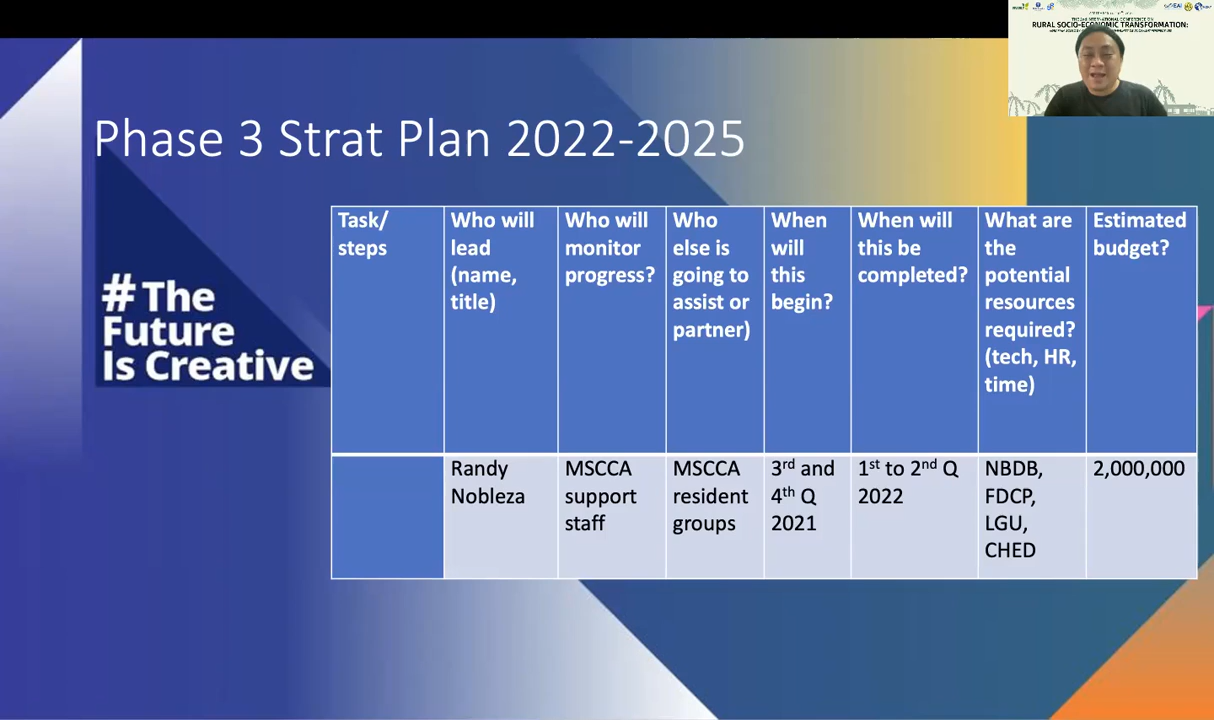 RURAL SOCIO-ECONOMIC TRANSFORMATION:
Phase 3 Strat Plan 2022-2025
# The
Future
Is Creative
Task/
steps
Who will
lead
(name,
title)
Who will
monitor
progress?
Who
else is
going to
assist or
partner)
When
will
this
begin?
When will
this be
completed?
What are
the
potential
resources
required?
(tech, HR,
time)
Estimated
budget?
Randy
Nobleza
MSCCA
support
staff
MSCCA
resident
groups
3rd and
4th Q
2021
1st to 2nd Q
2022
NBDB,
FDCP,
LGU,
CHED
2,000,000